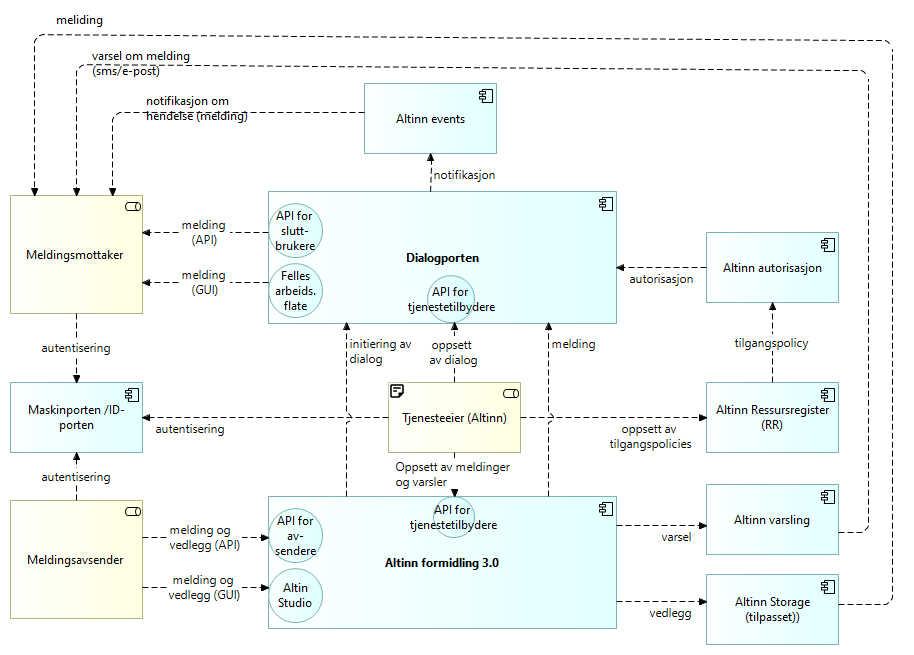 meliding
varsel om melding
(sms/e-post)
notifikasjon om
hendelse (melding)
Altinn events
notifikasjon
Meldingsmottaker
melding
(API)
melding
(GUI)
API for
slutt-
brukere
Felles
arbeids.
flate
Dialogporten
API for
tjenestetilbydere
Altinn autorisasjon
autorisasjon
autentisering
initiering av
dialog
oppsett
av dialog
melding
tilgangspolicy
Maskinporten /ID-
porten
autentisering
Tjenesteeier (Altinn)
oppsett av
tilgangspolicies
Altinn Ressursregister
(RR)
autentisering
Oppsett av meldinger
og varsler
Meldingsavsender
melding og
vedlegg (API)
melding og
vedlegg (GUI)
API for
av-
sendere
Altin
Studio
API for
tjenestetilbydere
Altinn formidling 3.0
varsel
Altinn varsling
vedlegg
Altinn Storage
(tilpasset))